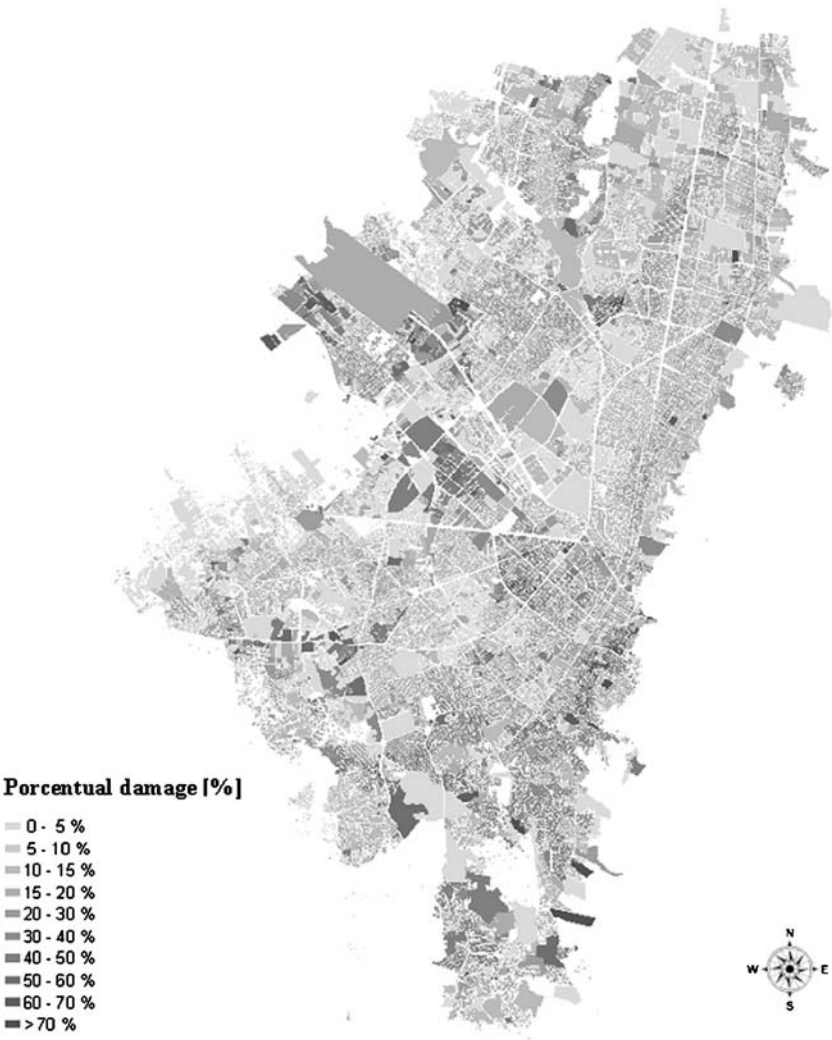 Porcentual damage [%]
0 - 5 %
5 - 10 %
10 - 15 %
15 - 20 %
20 - 30 %
30 - 40 %
40 - 50 %
50 - 60 %
60 - 70 %
>70 %
N
W E
S